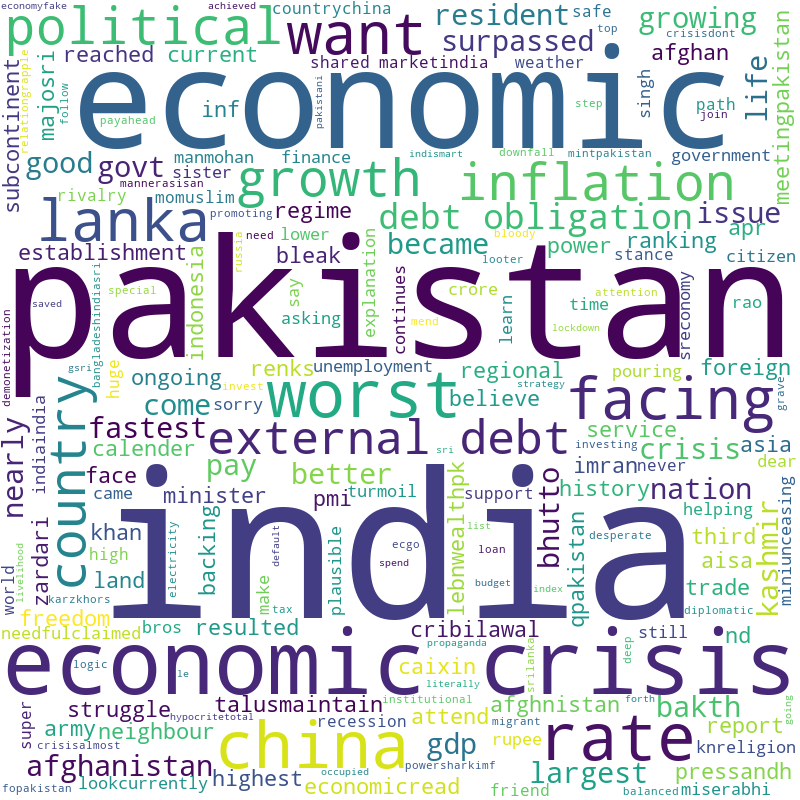 economyfake
achieved
political
want
countrychina
resident
safe
growing
top
crisisdont
surpassed
reached
current
shared marketindia
weather
afghan
economic
subcontinent
relationgrapple
majosri
follow
payahead
inf
pakistani
step
singh
path
join
life
meetingpakistan
good
govt
manmohan
sister
mannerasisan
finance
indismart
downfall
mintpakistan
government
growth
inflation
rivalry
momuslim
promoting
regime
lanka
debt obligation
issue
need
lower
bloody
apr
establishment
russia
bleak
explanation
became
looter
power
ranking
stance
citizen
pakistan
saved
special
indonesia
say
asking
crore
continues
learn
attention
time
rao
sreconomy
mend
lockdown
demonetization
bangladeshindiasri
gsri
huge
renks
unemployment
regional
strategy
pouring
foreign
grave
invest
ongoing
worst
believe
facing
country
come
sorry
fastest
external debt
service
investing
crisis
asia
never
dear
indiaindia
calender
sri
nearly
face
pay
better
imran
came
minister
pmi
turmoil
support
bhutto
history
nation
helping
zardari
khan
high
electricity
backing
default
ecgo
list
loan
lebnwealthpk
desperate
third
kashmir
miniunceasing
world
livelihood
land
india
spend
budget
qpakistan
index
aisa
karzkhors
make
tax
plausible
trade
diplomatic
freedom
needfulclaimed
bros
resulted
cribilawal
still
nd
economic crisis
logic
le
propaganda
literally
caixin
srilanka
deep
super
struggle
talusmaintain
institutional
afghnistan
forth
bakth
going
army
neighbour
hypocritetotal
china
recession
attend
migrant
rate
report
crisisalmost
rupee
gdp
knreligion
afghanistan
occupied
powersharkimf
largest
pressandh
fopakistan
lookcurrently
highest
economicread
friend
balanced
miserabhi